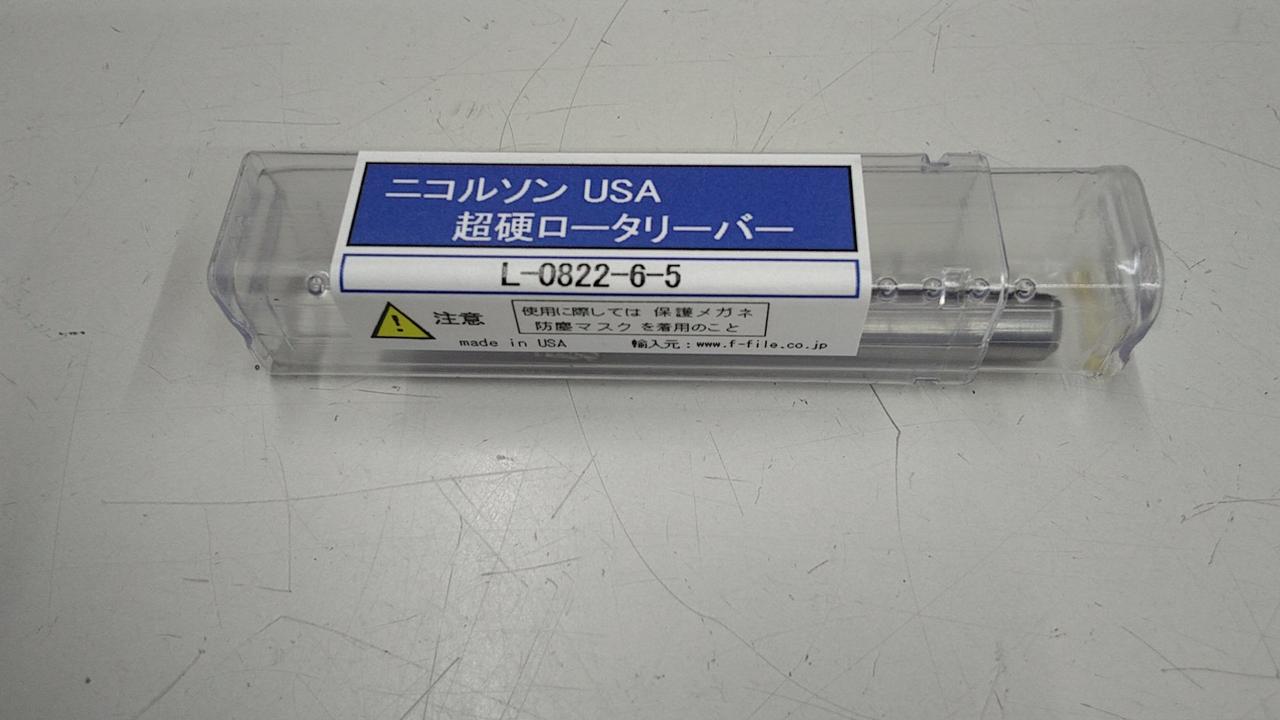 ニコルソン USA
超硬ロータリーバー
L-0822-6-5
注意
使用に際しては 保護メガネ
防塵マスク を着用のこと
made in USA 輸入元:www.f-file.co.jp